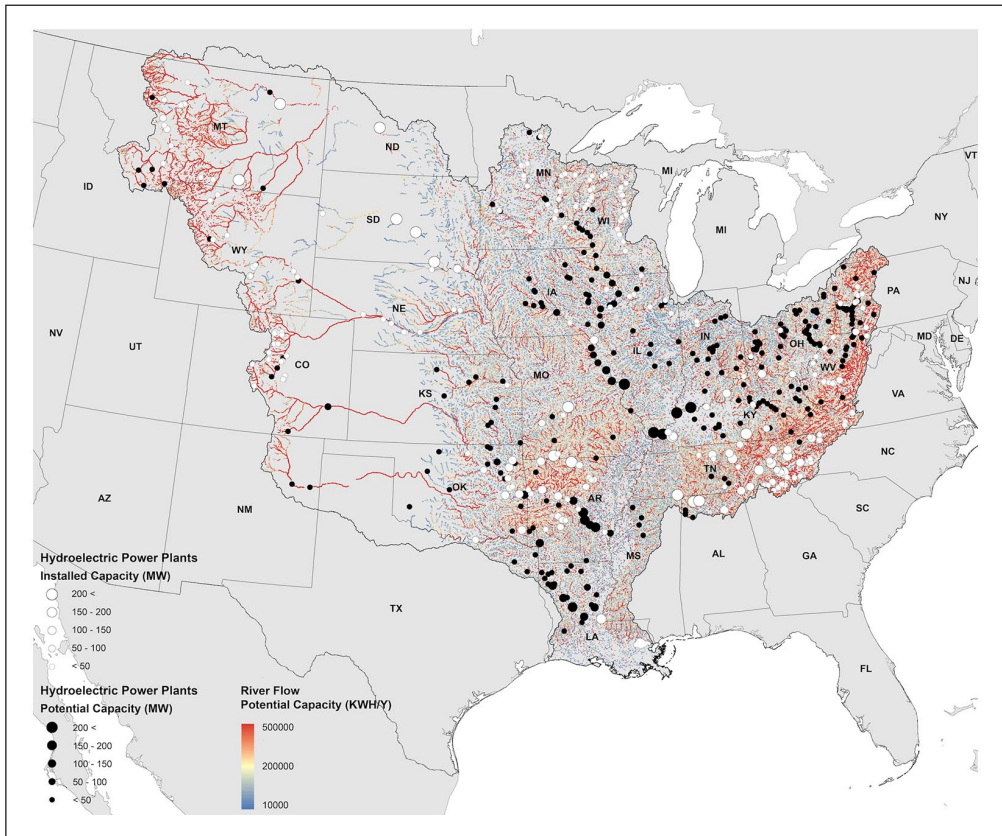 MT
ND
MN
MI
VT
ID
SD
WI
NY
MI
WY
IA
PA
NE
NJ
NV
UT
IL
IN
OH
MD
DE
CO
MO
WV
KS
KY
VA
NC
TN
OK
AR
AZ
NM
SC
MS
AL
GA
TX
LA
FL
Hydroelectric Power Plants
Installed Capacity (MW)
200 <
150 - 200
100 - 150
50 - 100
< 50
Hydroelectric Power Plants
Potential Capacity (MW)
200 <
150 - 200
100 - 150
50 - 100
< 50
River Flow
Potential Capacity (KWH/Y)
500000
200000
10000